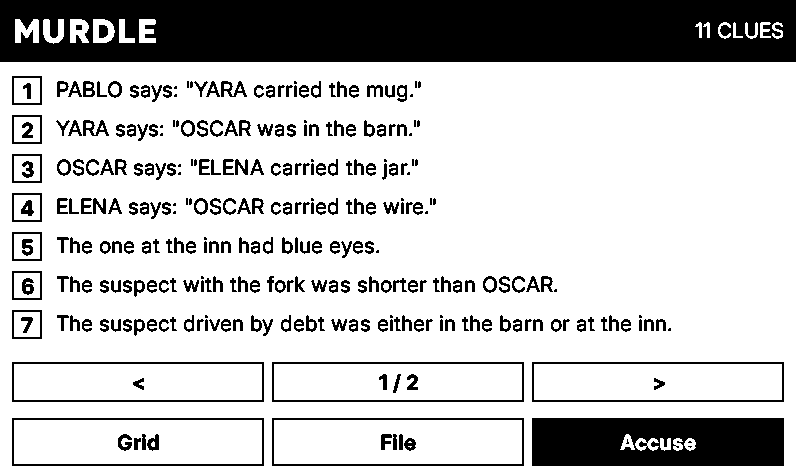 MURDLE
11 CLUES
1 PABLO says: "YARA carried the mug."
2 YARA says: "OSCAR was in the barn."
3 OSCAR says: "ELENA carried the jar."
4 ELENA says: "OSCAR carried the wire."
5 The one at the inn had blue eyes.
6 The suspect with the fork was shorter than OSCAR.
7 The suspect driven by debt was either in the barn or at the inn.
< 1 / 2 >
Grid File Accuse